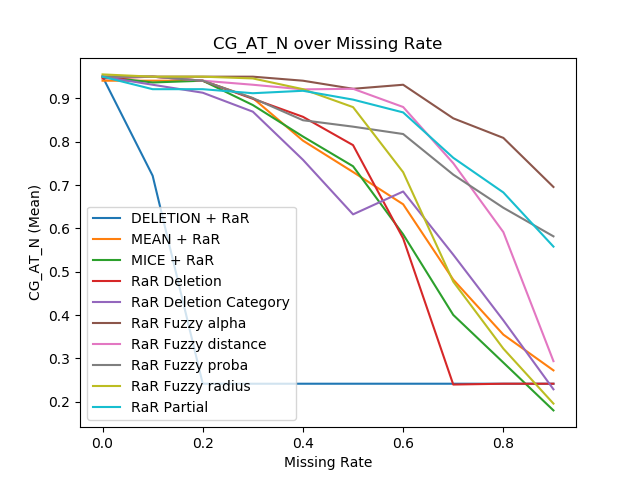 CG_AT_N over Missing Rate
CG_AT_N (Mean)
0.9
0.8
0.7
0.6
0.5
0.4
0.3
0.2
DELETION + RaR
MEAN + RaR
MICE + RaR
RaR Deletion
RaR Deletion Category
RaR Fuzzy alpha
RaR Fuzzy distance
RaR Fuzzy proba
RaR Fuzzy radius
RaR Partial
0.0 0.2 0.4 0.6 0.8
Missing Rate